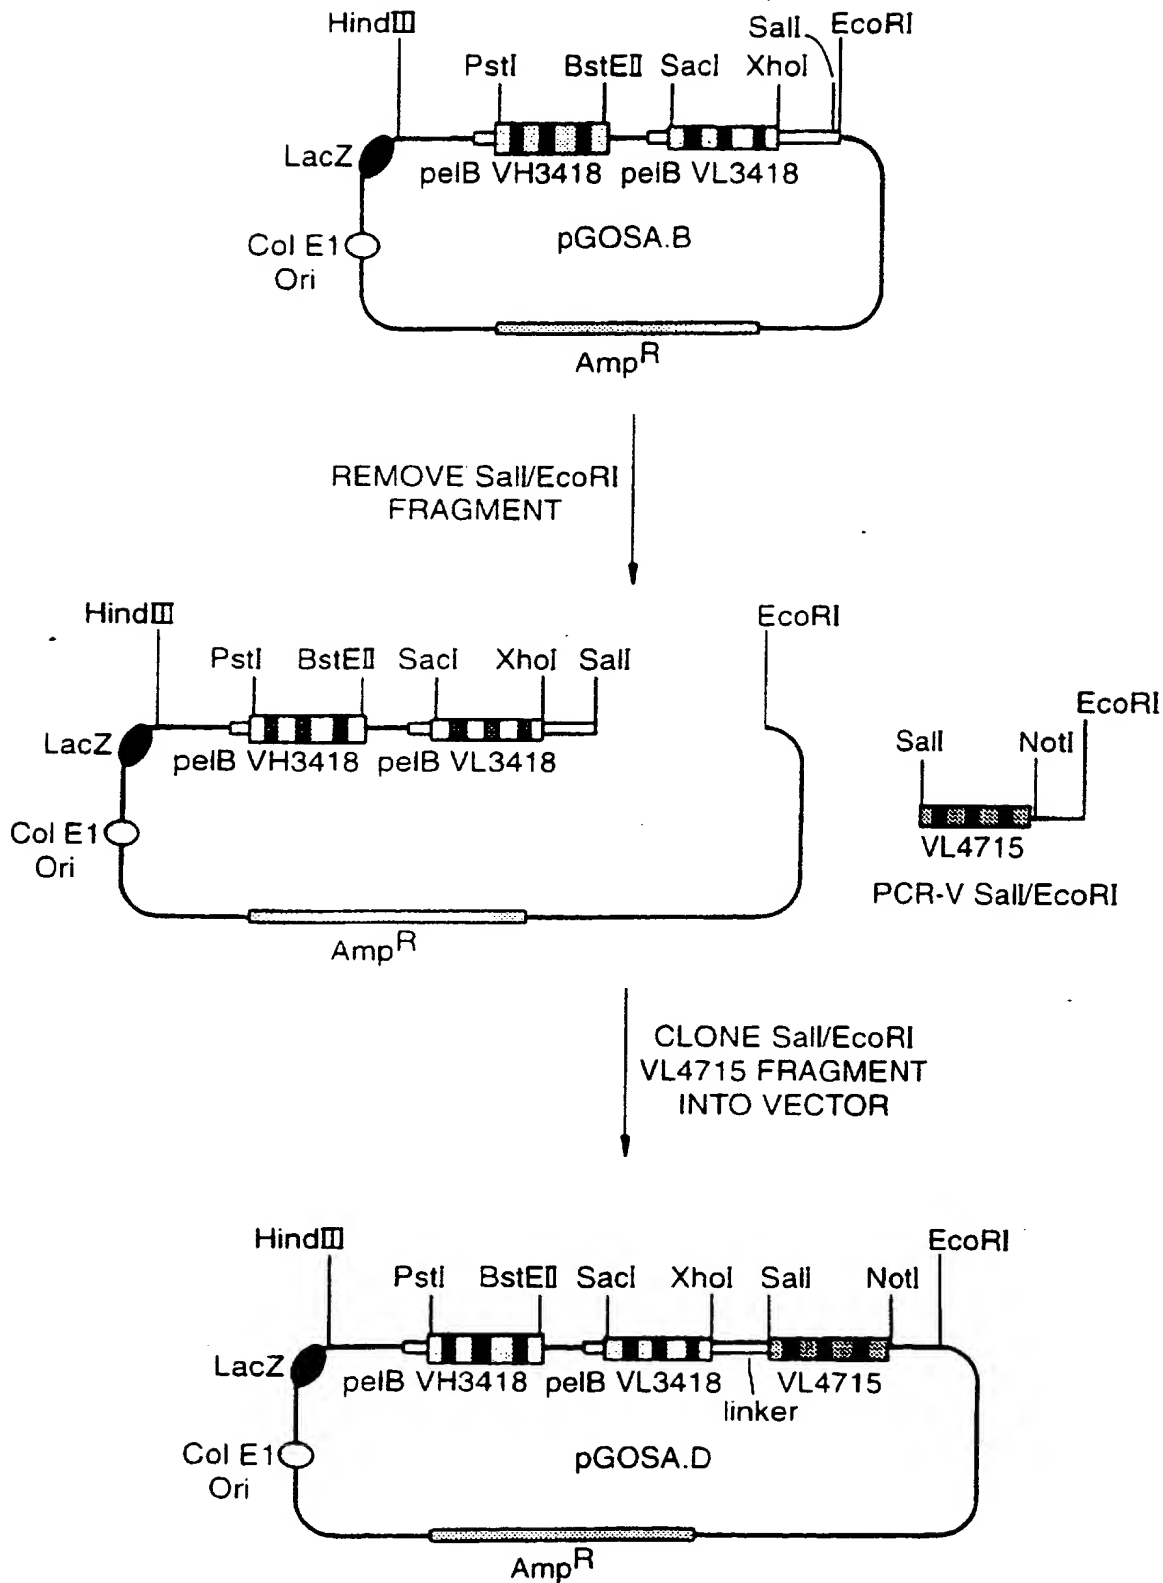 HindIII
SalI
EcoRI
PstI
BstEII
SacI
XhoI
LacZ
pelB VH3418
pelB VL3418
Col E1
Ori
pGOSA.B
AmpR
REMOVE SalI/EcoRI
FRAGMENT
HindIII
EcoRI
PstI
BstEII
SacI
XhoI
SalI
LacZ
pelB VH3418
pelB VL3418
Col E1
Ori
AmpR
EcoRI
SalI
NotI
VL4715
PCR-V SalI/EcoRI
CLONE SalI/EcoRI
VL4715 FRAGMENT
INTO VECTOR
HindIII
EcoRI
PstI
BstEII
SacI
XhoI
SalI
NotI
LacZ
pelB VH3418
pelB VL3418
VL4715
linker
Col E1
Ori
pGOSA.D
AmpR